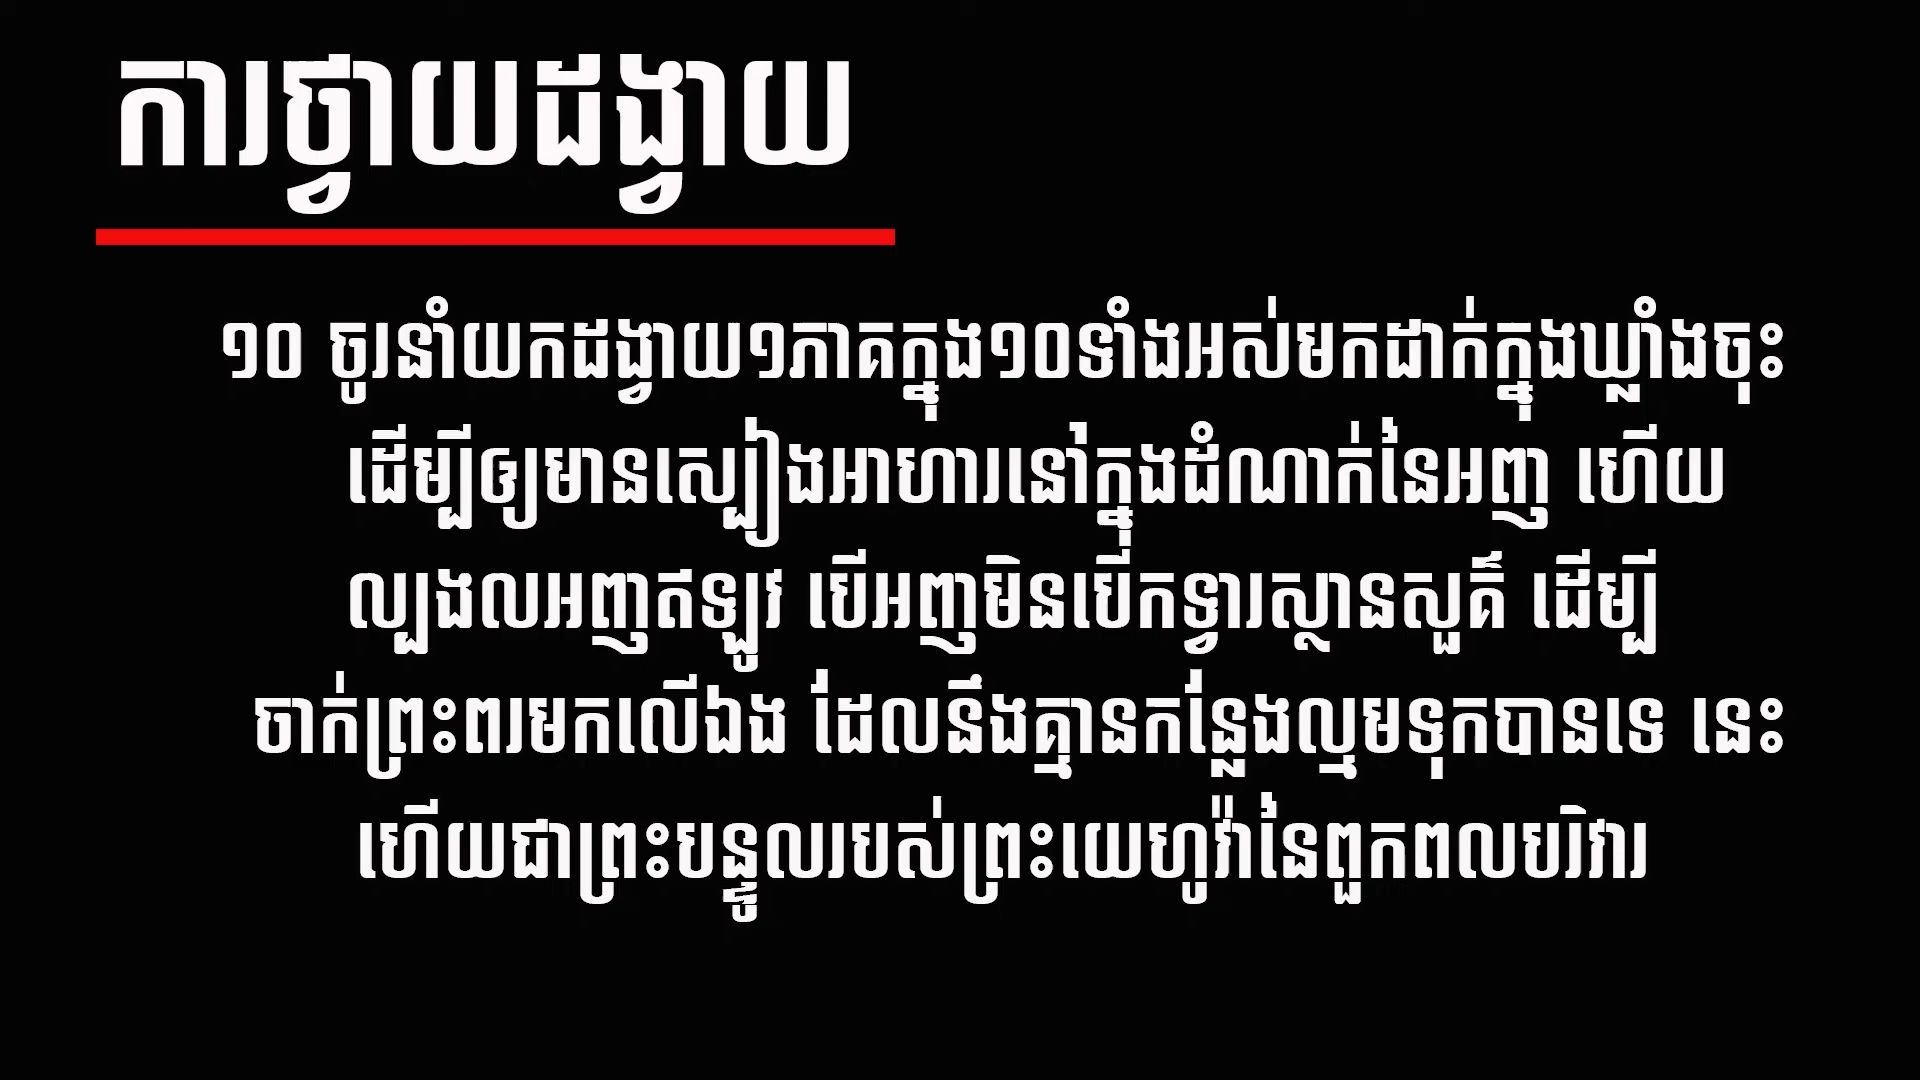 ការថ្វាយដង្វាយ
១០ ចូរនាំយកដង្វាយ១ភាគក្នុង១០ទាំងអស់មកដាក់ក្នុងឃ្លាំងចុះ
ដើម្បីឲ្យមានស្បៀងអាហារនៅក្នុងដំណាក់នៃអញ ហើយ
ល្បងលអញឥឡូវ បើអញមិនបើកទ្វារស្ថានសួគ៌ ដើម្បី
ចាក់ព្រះពរមកលើឯង ដែលនឹងគ្មានកន្លែងល្មមទុកបានទេ នេះ
ហើយជាព្រះបន្ទូលរបស់ព្រះយេហូវ៉ានៃពួកពលបរិវារ